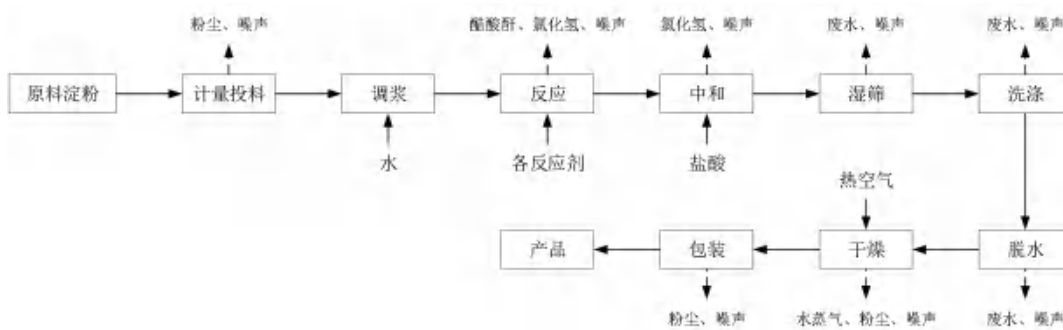 粉尘、噪声
醋酸酐、氯化氢、噪声
氯化氢、噪声
废水、噪声
废水、噪声
原料淀粉
计量投料
调浆
反应
中和
湿筛
洗涤
水
各反应剂
盐酸
热空气
产品
包装
干燥
脱水
粉尘、噪声
水蒸气、粉尘、噪声
废水、噪声